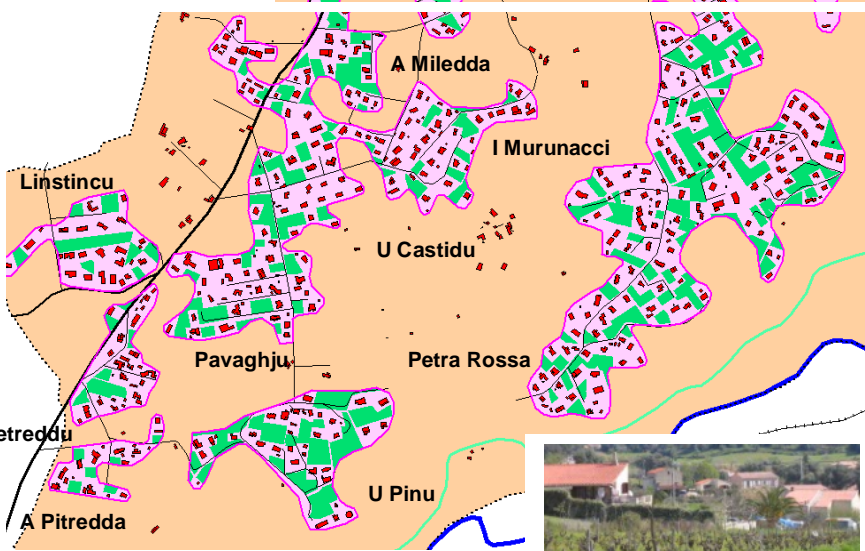 A Miledda
I Murunacci
Linstincu
U Castidu
Pavaghju
Petra Rossa
etreddu
U Pinu
A Pitredda